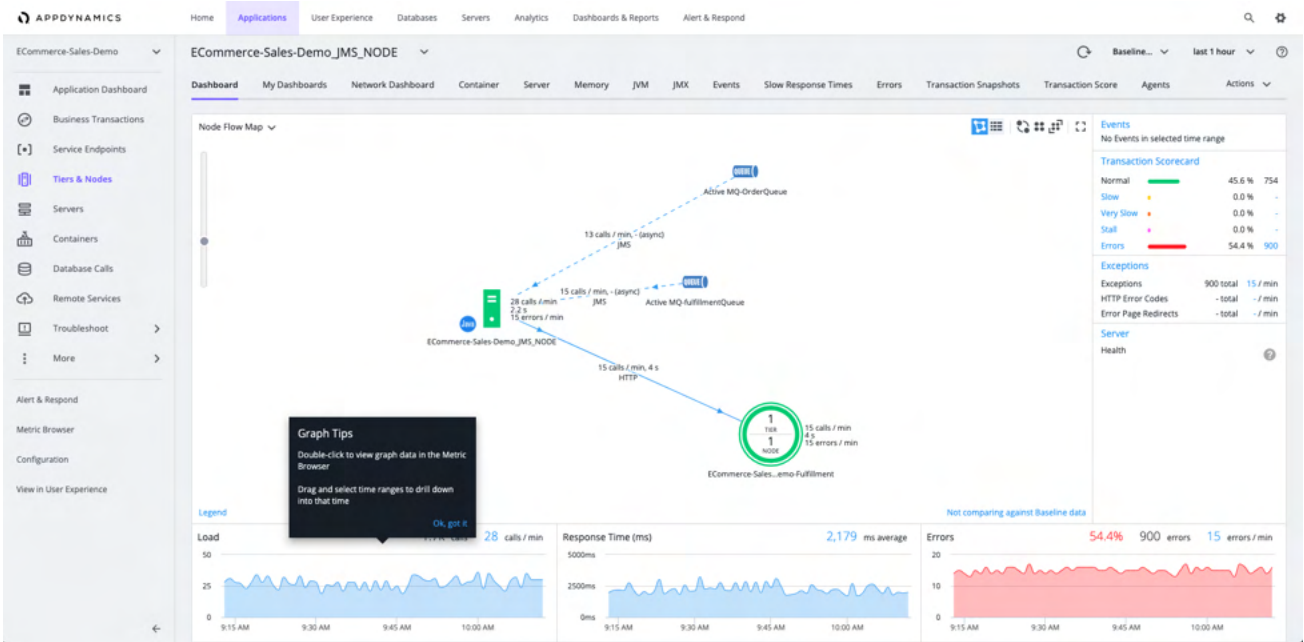 APPDYNAMICS
Home
Applications
User Experience
Databases
Servers
Analytics
Dashboards & Reports
Alert & Respond
ECommerce-Sales-Demo
Application Dashboard
Business Transactions
Service Endpoints
Tiers & Nodes
Servers
Containers
Database Calls
Remote Services
Troubleshoot
More
Alert & Respond
Metric Browser
Configuration
View in User Experience
ECommerce-Sales-Demo_JMS_NODE
Baseline...
last 1 hour
Dashboard
My Dashboards
Network Dashboard
Container
Server
Memory
JVM
JMX
Events
Slow Response Times
Errors
Transaction Snapshots
Transaction Score
Agents
Actions
Node Flow Map
QUEUE
Active MQ-OrderQueue
13 calls / min, - (async)
JMS
QUEUE
Active MQ-fulfillmentQueue
15 calls / min, - (async)
JMS
28 calls / min
2.2 s
15 errors / min
Java
ECommerce-Sales-Demo_JMS_NODE
15 calls / min, 4 s
HTTP
1
TIER
1
NODE
15 calls / min
4 s
15 errors / min
ECommerce-Sales...emo-Fulfillment
Graph Tips
Double-click to view graph data in the Metric
Browser
Drag and select time ranges to drill down
into that time
Ok, got it
Legend
Not comparing against Baseline data
Events
No Events in selected time range
Transaction Scorecard
Normal 45.6 % 754
Slow 0.0 % -
Very Slow 0.0 % -
Stall 0.0 % -
Errors 54.4 % 900
Exceptions
Exceptions 900 total 15 / min
HTTP Error Codes - total - / min
Error Page Redirects - total - / min
Server
Health
Load 28 calls / min
50
25
0
9:15 AM 9:30 AM 9:45 AM 10:00 AM
Response Time (ms) 2,179 ms average
5000ms
2500ms
0ms
9:15 AM 9:30 AM 9:45 AM 10:00 AM
Errors 54.4% 900 errors 15 errors / min
20
10
0
9:15 AM 9:30 AM 9:45 AM 10:00 AM